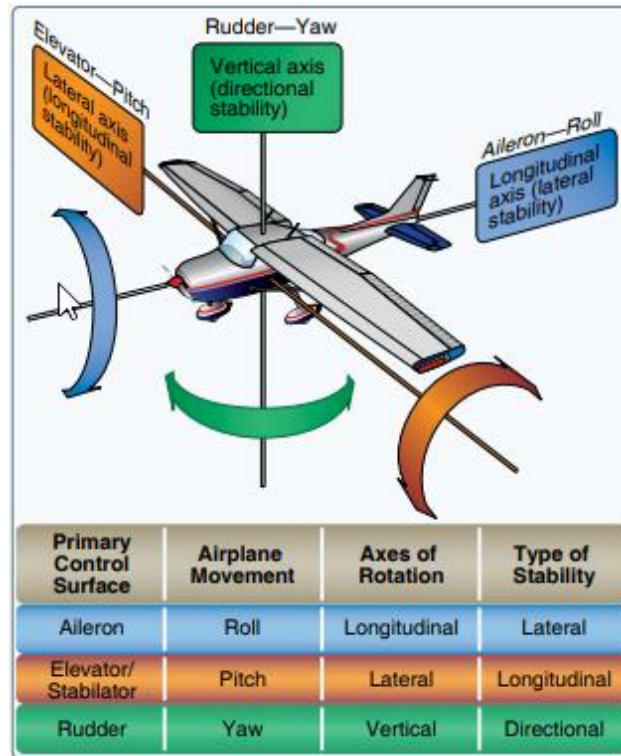 Rudder—Yaw
Vertical axis
(directional
stability)
Elevator—Pitch
Lateral axis
(longitudinal
stability)
Aileron—Roll
Longitudinal
axis (lateral
stability)
Primary
Control
Surface
Airplane
Movement
Axes of
Rotation
Type of
Stability
Aileron
Roll
Longitudinal
Lateral
Elevator/
Stabilator
Pitch
Lateral
Longitudinal
Rudder
Yaw
Vertical
Directional